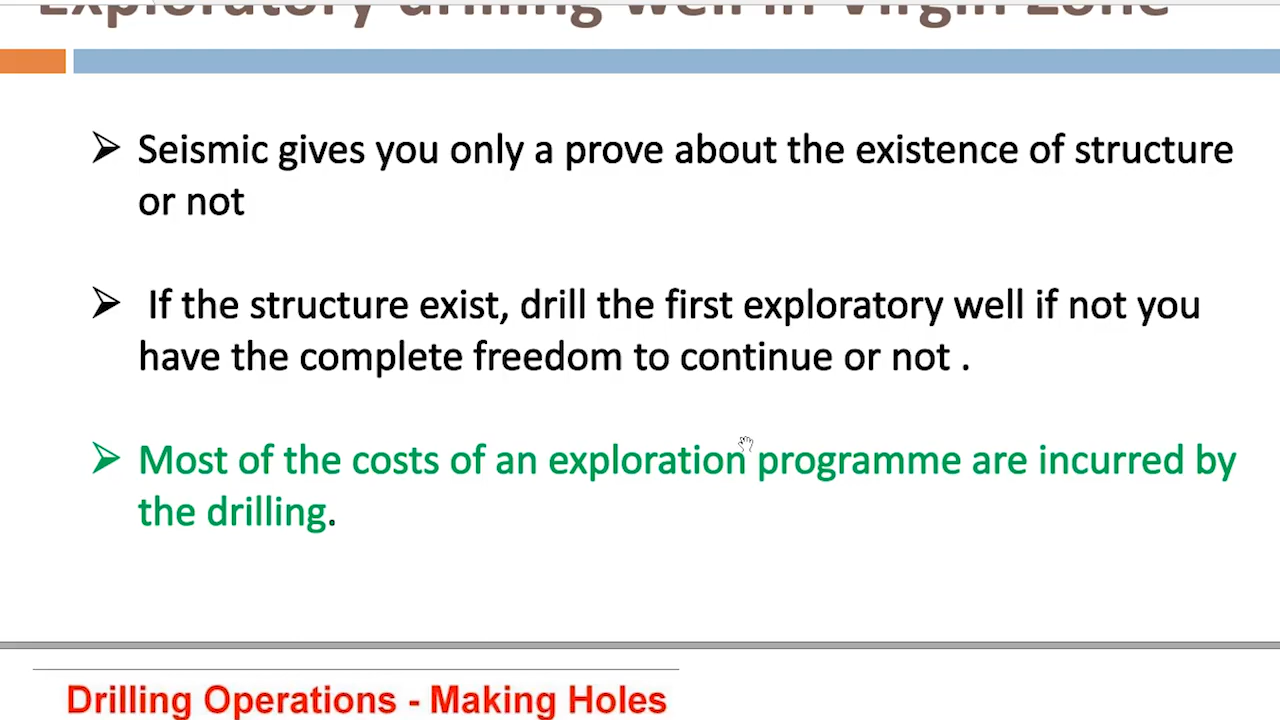 Exploratory drilling well in Virgin Zone
➢ Seismic gives you only a prove about the existence of structure
or not
➢ If the structure exist, drill the first exploratory well if not you
have the complete freedom to continue or not .
➢ Most of the costs of an exploration programme are incurred by
the drilling.
Drilling Operations - Making Holes